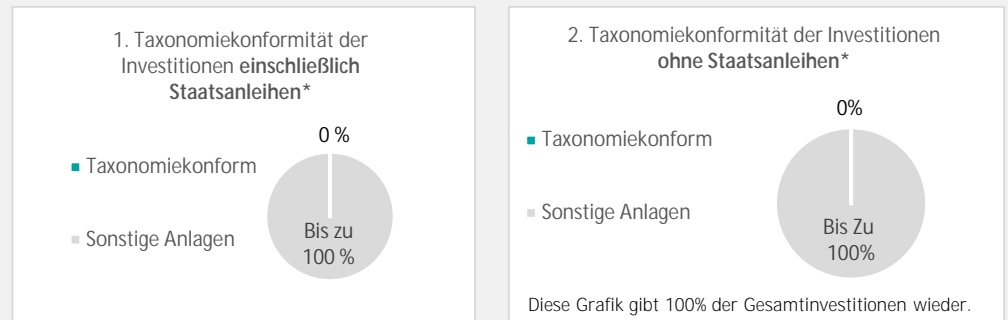 1. Taxonomiekonformität der
Investitionen einschließlich
Staatsanleihen*
0 %
Taxonomiekonform
Sonstige Anlagen
Bis zu
100 %
2. Taxonomiekonformität der Investitionen
ohne Staatsanleihen*
0%
Taxonomiekonform
Sonstige Anlagen
Bis Zu
100%
Diese Grafik gibt 100% der Gesamtinvestitionen wieder.